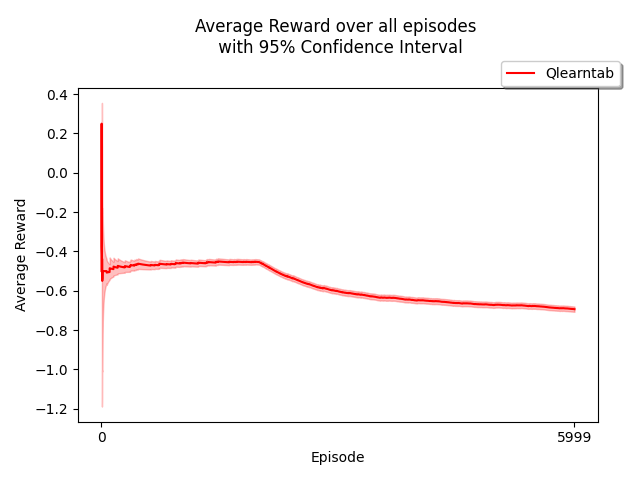 Average Reward over all episodes
with 95% Confidence Interval
Qlearntab
0.4
0.2
0.0
−0.2
−0.4
−0.6
−0.8
−1.0
−1.2
Average Reward
0
5999
Episode